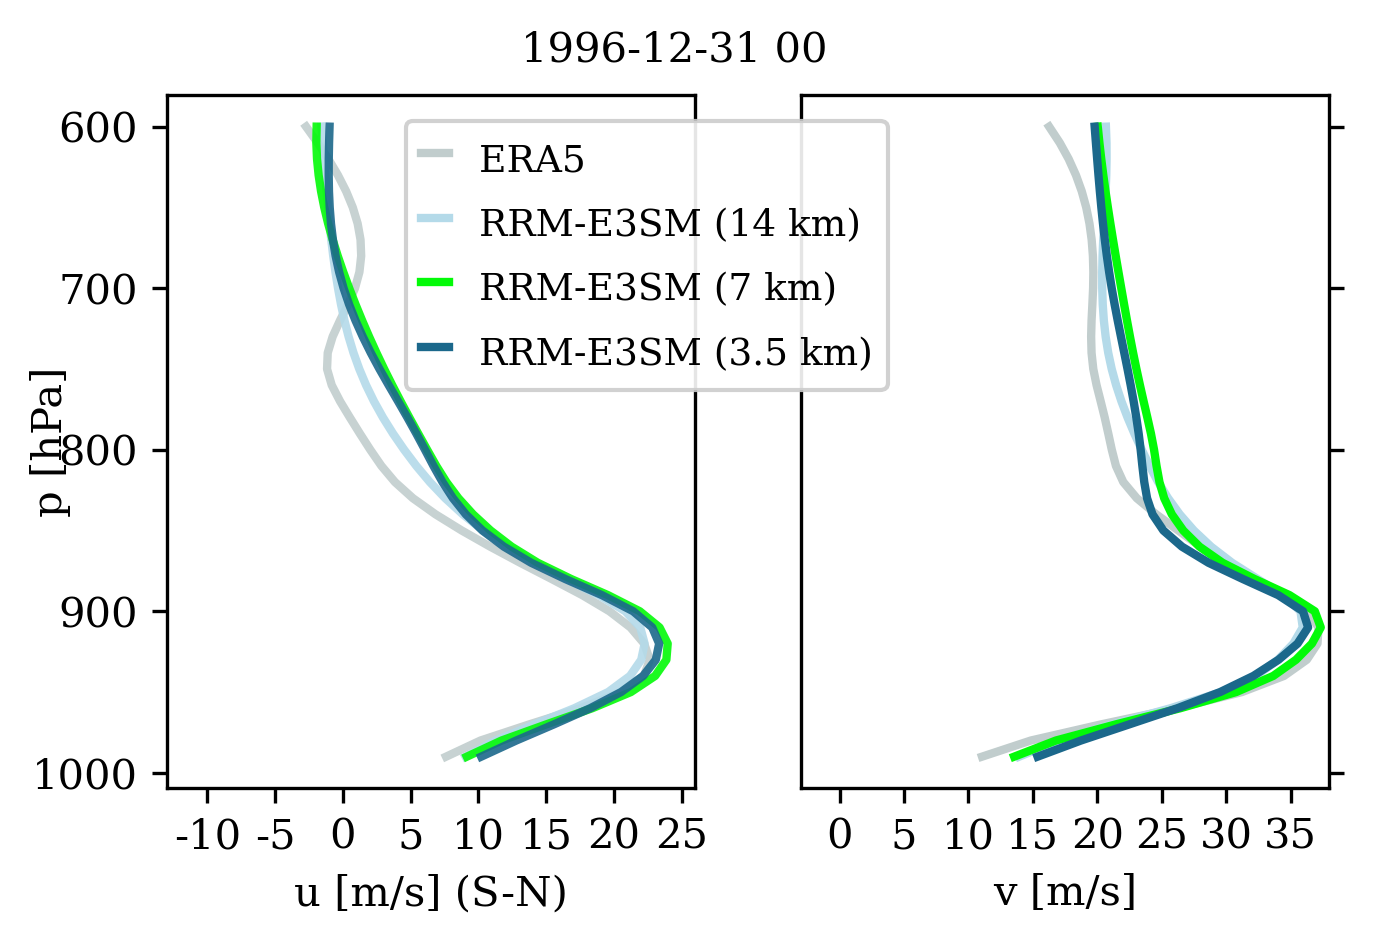 1996-12-31 00
ERA5
RRM-E3SM (14 km)
RRM-E3SM (7 km)
RRM-E3SM (3.5 km)
p [hPa]
600
700
800
900
1000
-10 -5 0 5 10 15 20 25
u [m/s] (S-N)
0 5 10 15 20 25 30 35
v [m/s]